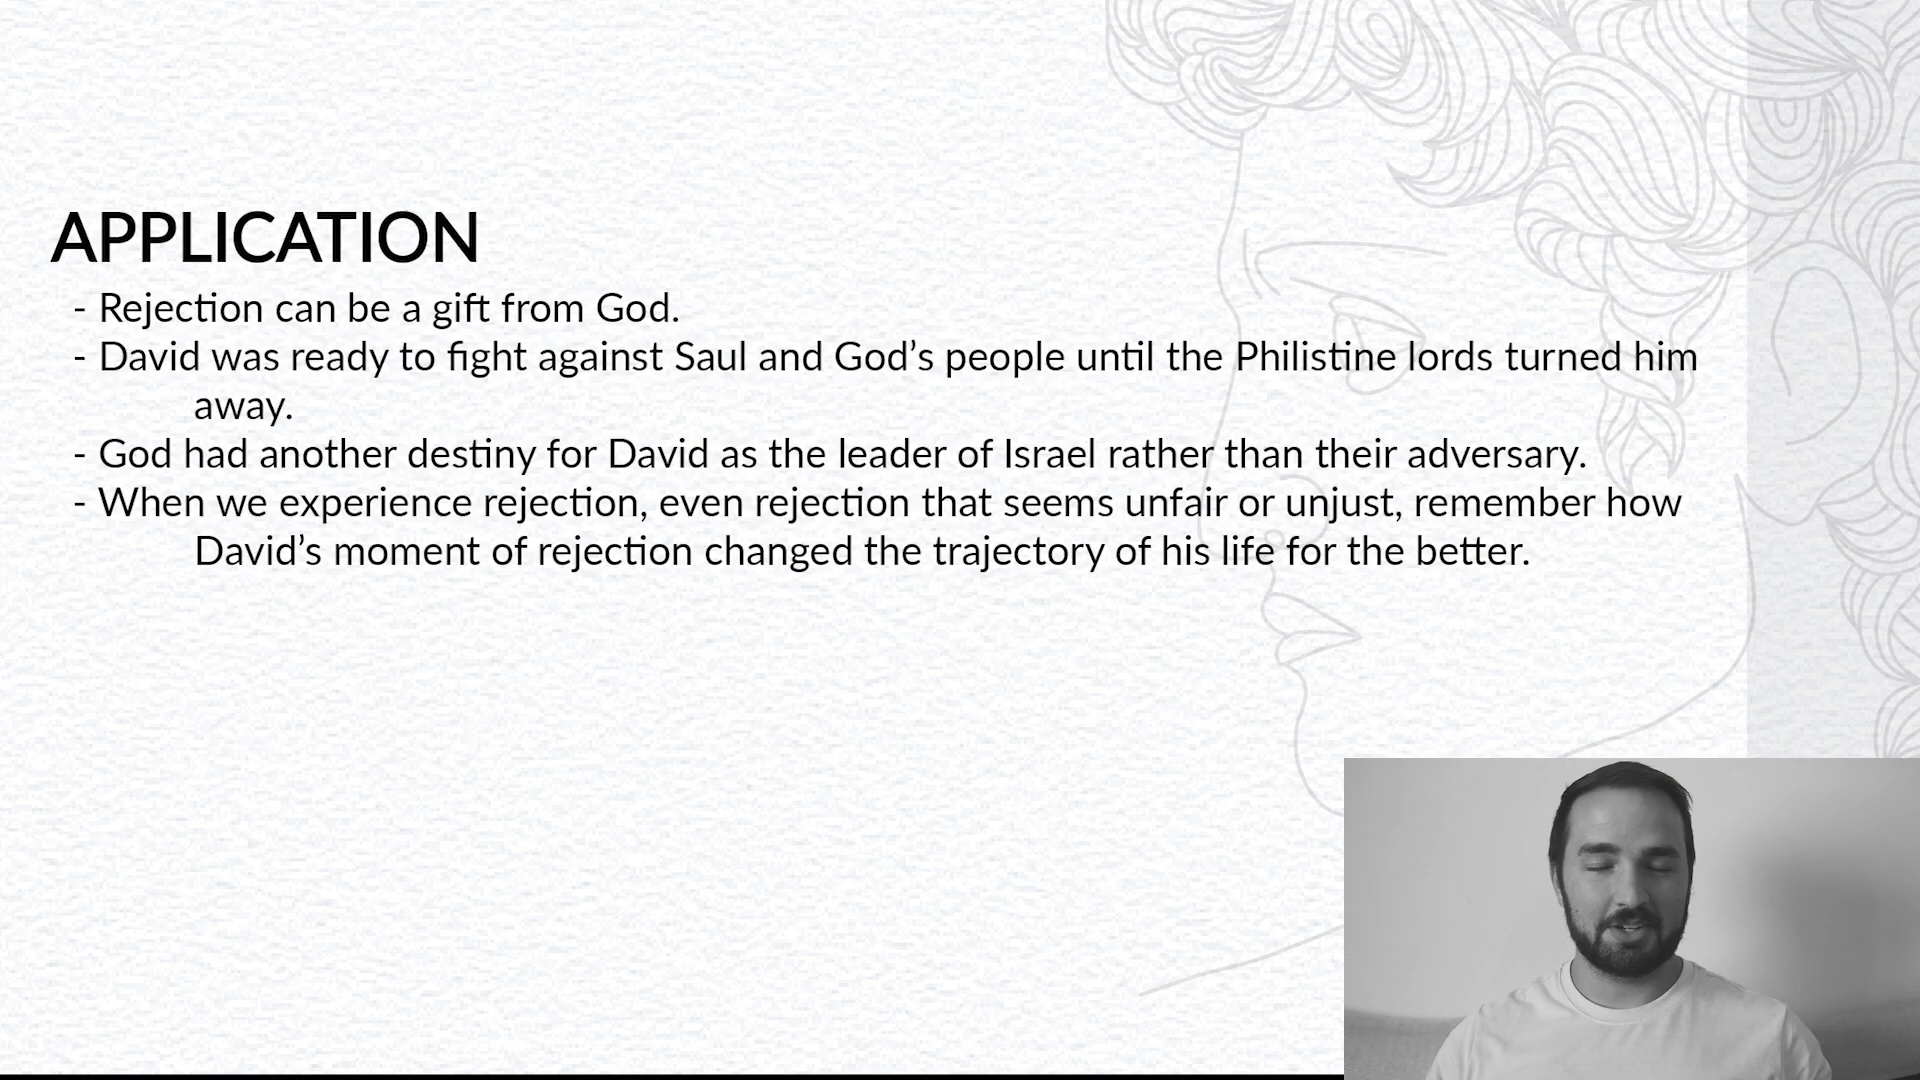 APPLICATION
- Rejection can be a gift from God.
- David was ready to fight against Saul and God’s people until the Philistine lords turned him
away.
- God had another destiny for David as the leader of Israel rather than their adversary.
- When we experience rejection, even rejection that seems unfair or unjust, remember how
David’s moment of rejection changed the trajectory of his life for the better.